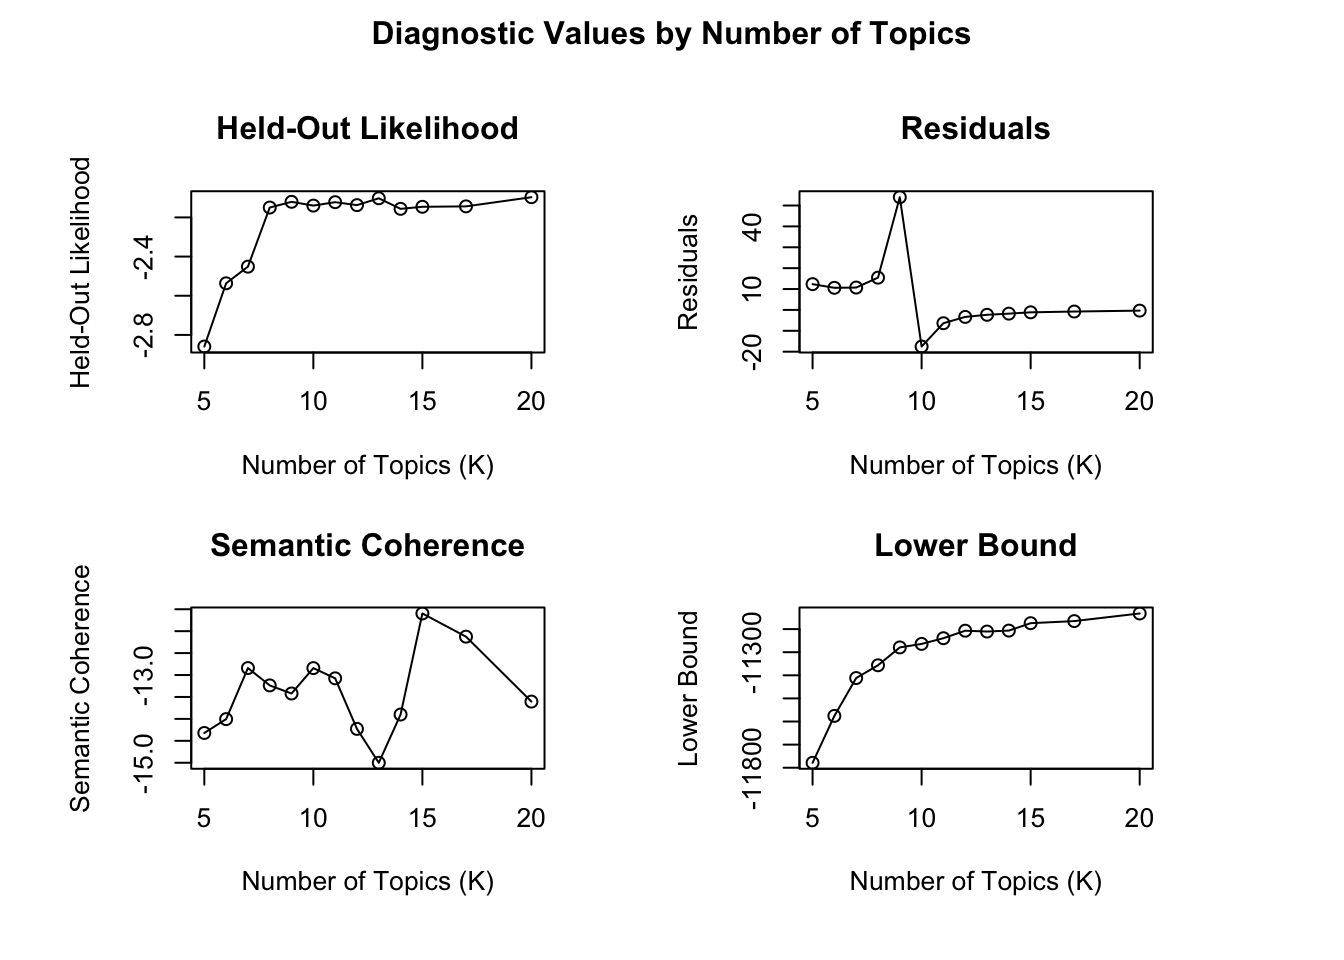 Diagnostic Values by Number of Topics
Held-Out Likelihood
Held-Out Likelihood
-2.4
-2.8
5 10 15 20
Number of Topics (K)
Residuals
Residuals
40
10
-20
5 10 15 20
Number of Topics (K)
Semantic Coherence
Semantic Coherence
-13.0
-15.0
5 10 15 20
Number of Topics (K)
Lower Bound
Lower Bound
-11300
-11800
5 10 15 20
Number of Topics (K)